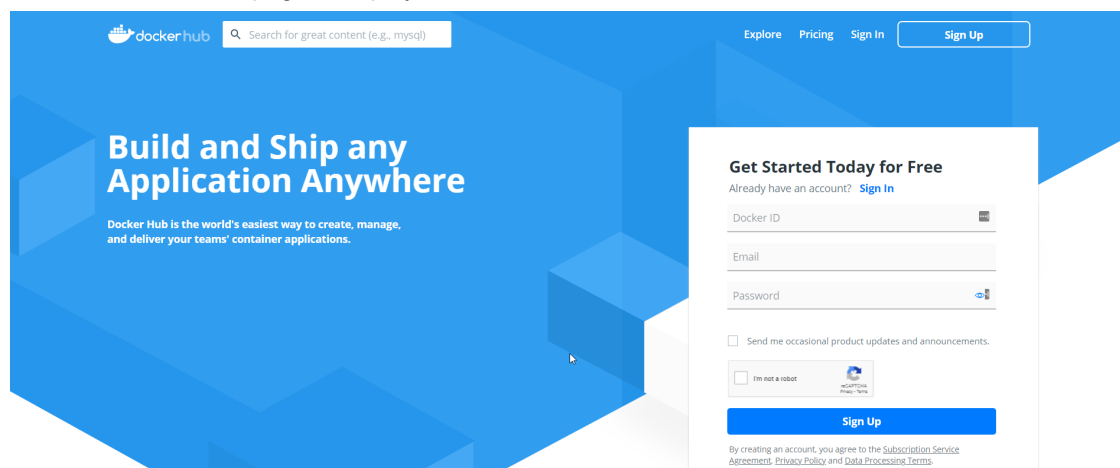 dockerhub
Search for great content (e.g., mysql)
Explore Pricing Sign In Sign Up
Build and Ship any
Application Anywhere
Docker Hub is the world's easiest way to create, manage,
and deliver your teams' container applications.
Get Started Today for Free
Already have an account? Sign In
Docker ID
Email
Password
Send me occasional product updates and announcements.
I'm not a robot
reCAPTCHA
Privacy - Terms
Sign Up
By creating an account, you agree to the Subscription Service
Agreement, Privacy Policy and Data Processing Terms.